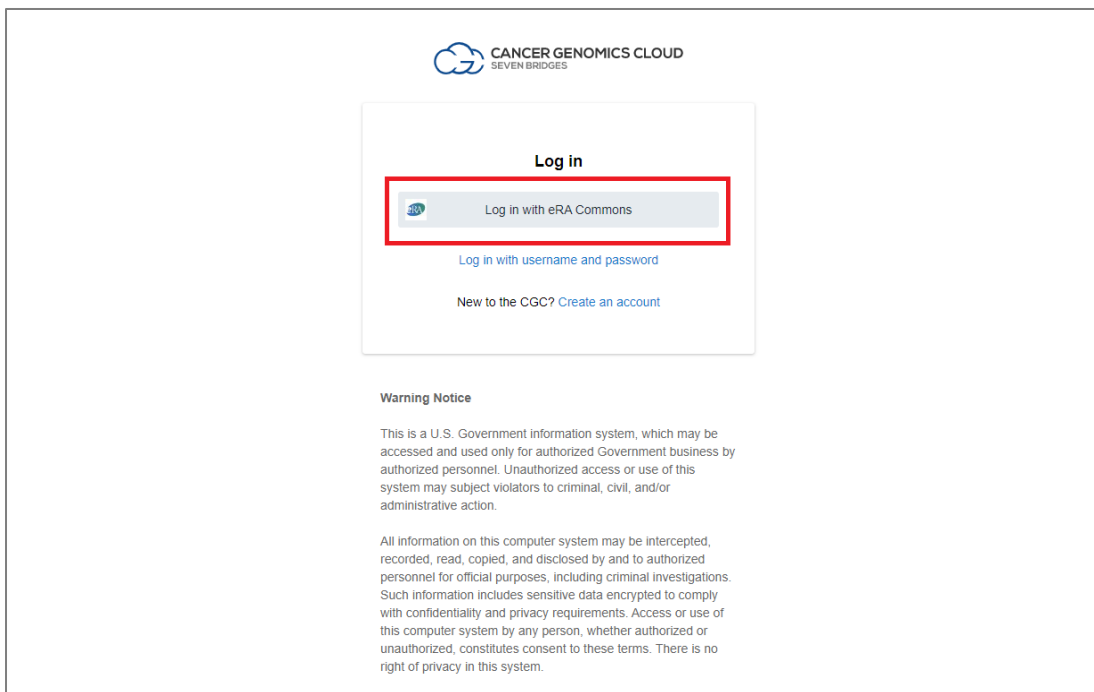 CANCER GENOMICS CLOUD
SEVEN BRIDGES
Log in
eRA
Log in with eRA Commons
Log in with username and password
New to the CGC? Create an account
Warning Notice
This is a U.S. Government information system, which may be
accessed and used only for authorized Government business by
authorized personnel. Unauthorized access or use of this
system may subject violators to criminal, civil, and/or
administrative action.
All information on this computer system may be intercepted,
recorded, read, copied, and disclosed by and to authorized
personnel for official purposes, including criminal investigations.
Such information includes sensitive data encrypted to comply
with confidentiality and privacy requirements. Access or use of
this computer system by any person, whether authorized or
unauthorized, constitutes consent to these terms. There is no
right of privacy in this system.